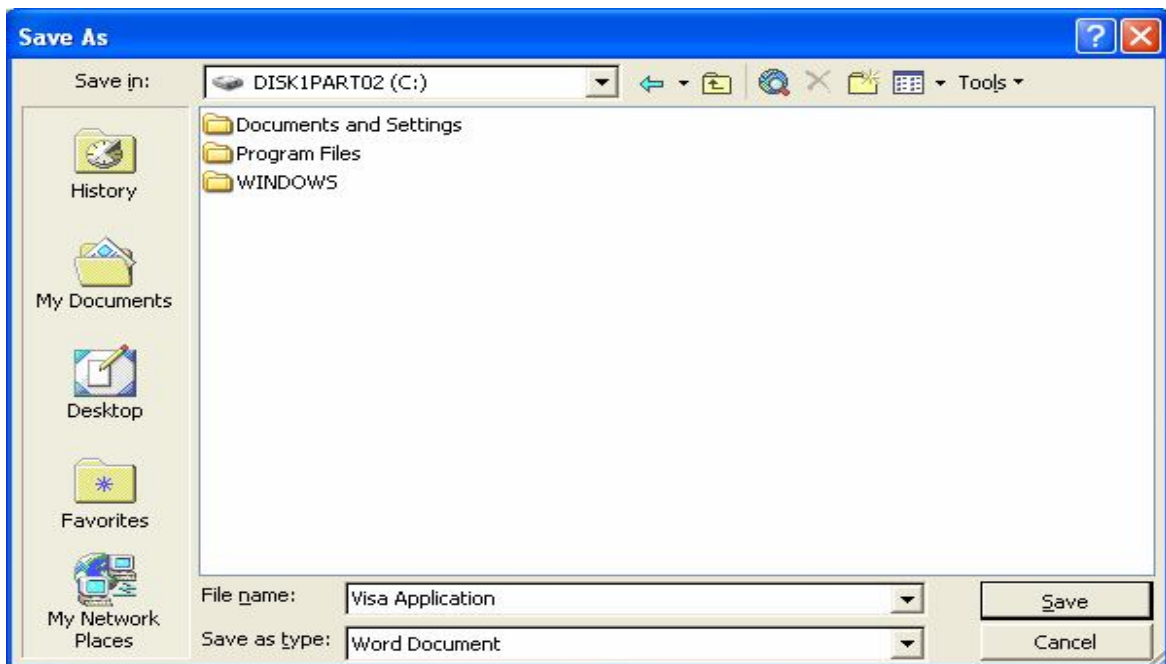 Save As
Save in:
DISK1PART02 (C:)
Tools
History
My Documents
Desktop
Favorites
My Network
Places
Documents and Settings
Program Files
WINDOWS
File name:
Visa Application
Save
Save as type:
Word Document
Cancel